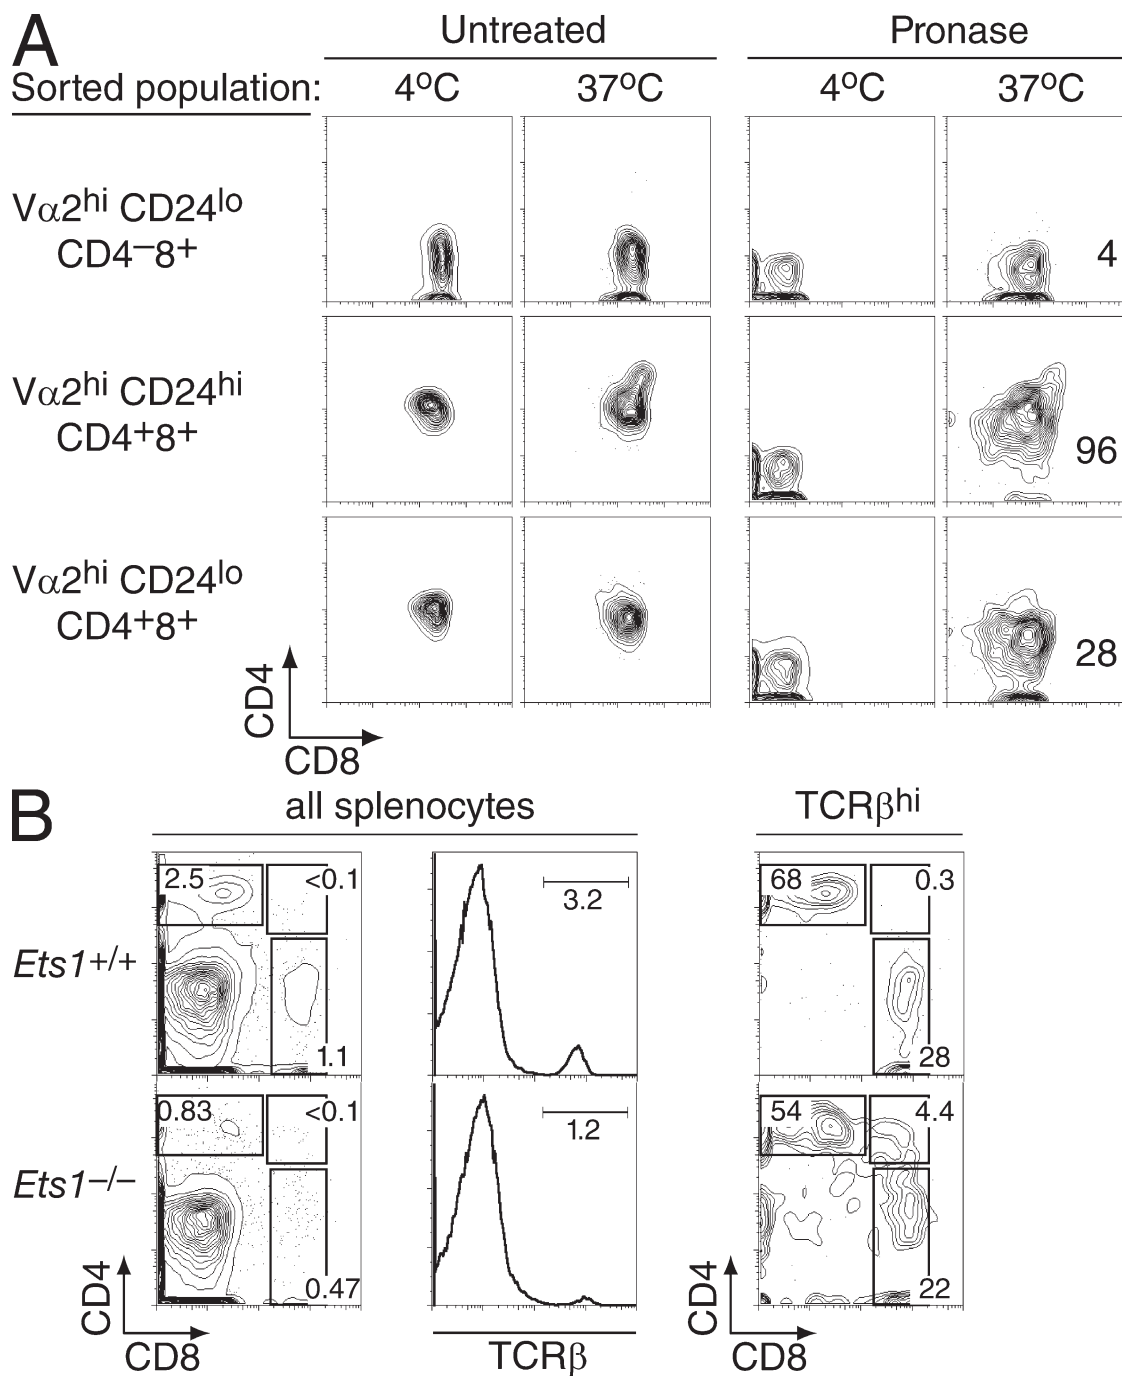 A
Untreated
Pronase
Sorted population:
4ºC
37ºC
4ºC
37ºC
Vα2hi CD24lo
CD4–8+
4
Vα2hi CD24hi
CD4+8+
96
Vα2hi CD24lo
CD4+8+
28
CD4
CD8
B
all splenocytes
TCRβhi
Ets1+/+
2.5
<0.1
1.1
3.2
68
0.3
28
Ets1–/–
0.83
<0.1
0.47
1.2
54
4.4
22
CD4
CD8
TCRβ
CD4
CD8